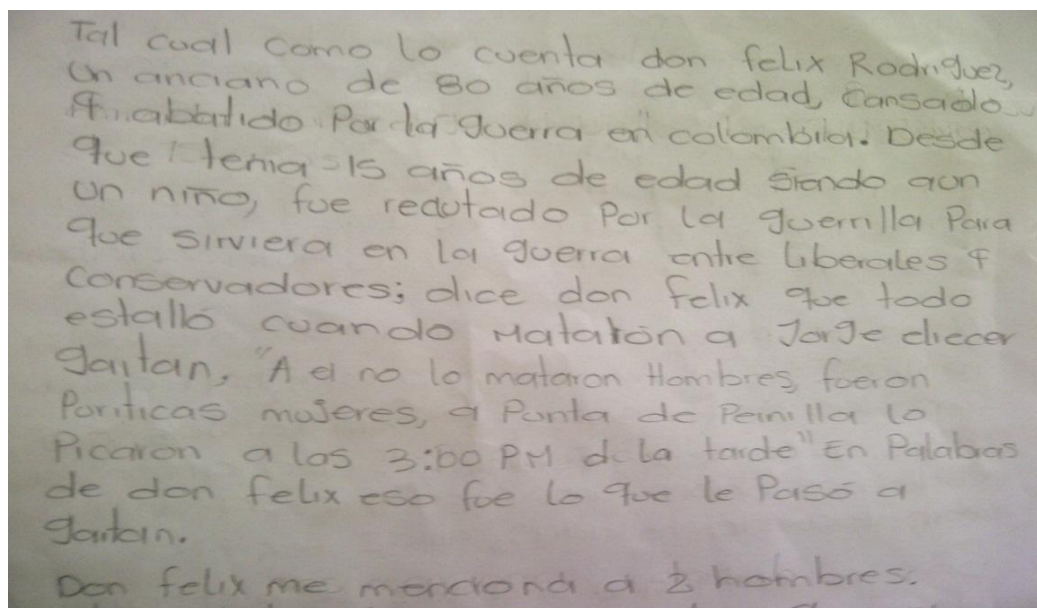 Tal cual como lo cuenta don felix Rodriguez,
un anciano de 80 años de edad, cansado
y abatido Por la guerra en colombia. Desde
que tenia 15 años de edad siendo aun
un niño, fue reclutado Por la guerrilla Para
que sirviera en la guerra entre liberales y
conservadores; dice don felix que todo
estalló cuando Mataron a Jorge eliecer
gaitan. "A el no lo mataron Hombres, fueron
mujeres, a Punta de Peinilla lo
Picaron a las 3:00 PM de la tarde" En Palabras
de don felix eso fue lo que le Pasó a
gaitan.
Don felix me menciona a 2 hombres.